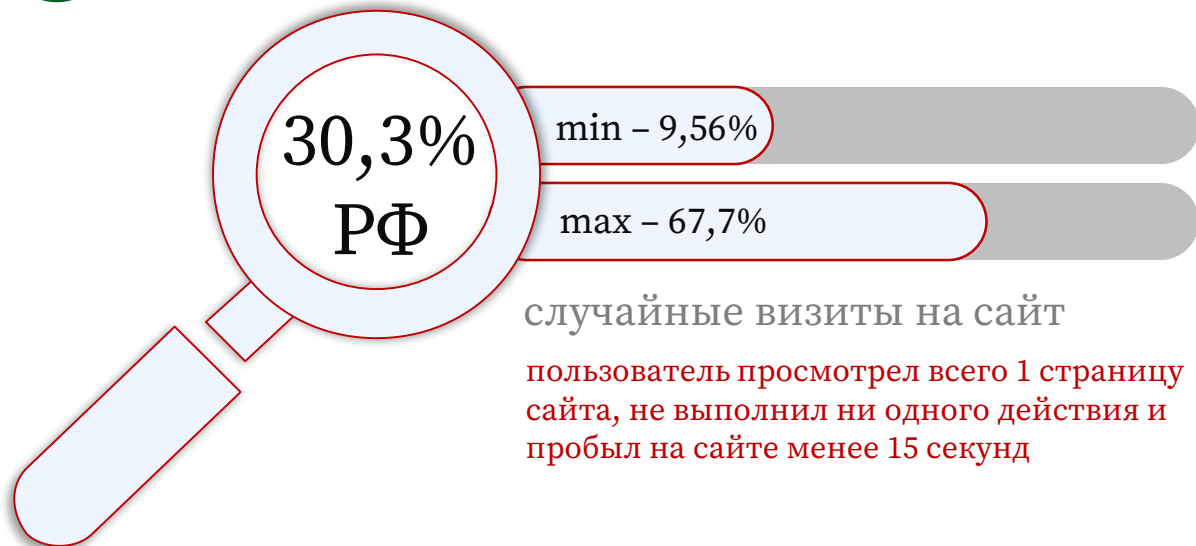 30,3%
РФ
min – 9,56%
max – 67,7%
случайные визиты на сайт
пользователь просмотрел всего 1 страницу
сайта, не выполнил ни одного действия и
пробыл на сайте менее 15 секунд